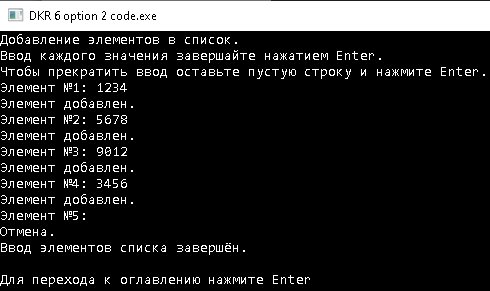 DKR 6 option 2 code.exe
Добавление элементов в список.
Ввод каждого значения завершайте нажатием Enter.
Чтобы прекратить ввод оставьте пустую строку и нажмите Enter.
Элемент №1: 1234
Элемент добавлен.
Элемент №2: 5678
Элемент добавлен.
Элемент №3: 9012
Элемент добавлен.
Элемент №4: 3456
Элемент добавлен.
Элемент №5:
Отмена.
Ввод элементов списка завершён.
Для перехода к оглавлению нажмите Enter